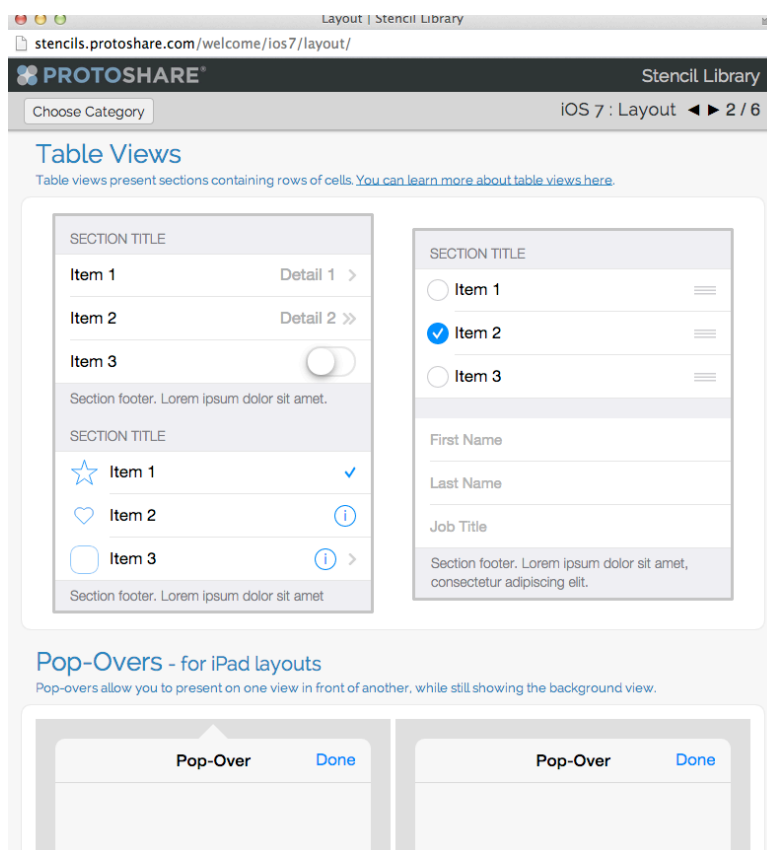 Layout | Stencil Library
stencils.protoshare.com/welcome/ios7/layout/
PROTOSHARE®
Stencil Library
Choose Category
iOS 7 : Layout ◄ ► 2 / 6
Table Views
Table views present sections containing rows of cells. You can learn more about table views here.
SECTION TITLE
Item 1 Detail 1
Item 2 Detail 2
Item 3
Section footer. Lorem ipsum dolor sit amet.
SECTION TITLE
Item 1
Item 2
Item 3
Section footer. Lorem ipsum dolor sit amet
SECTION TITLE
Item 1
Item 2
Item 3
First Name
Last Name
Job Title
Section footer. Lorem ipsum dolor sit amet,
consectetur adipiscing elit.
Pop-Overs - for iPad layouts
Pop-overs allow you to present on one view in front of another, while still showing the background view.
Pop-Over Done
Pop-Over Done